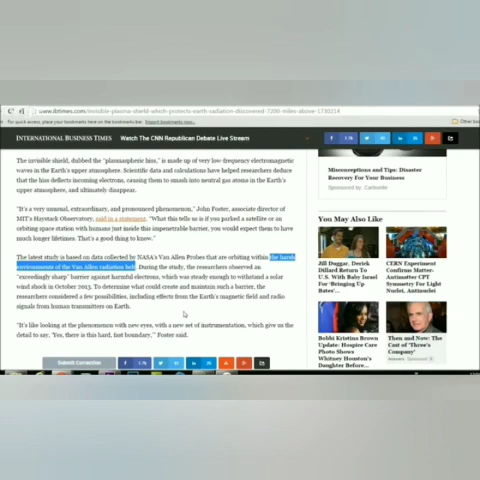 www.ibtimes.com/invisible-plasma-shield-which-protects-earth-radiation-discovered-7200-miles-above-1730218
For quick access, place your bookmarks here on the bookmarks bar. Import bookmarks now...
Other bo
INTERNATIONAL BUSINESS TIMES
Watch The CNN Republican Debate Live Stream
The invisible shield, dubbed the "plasmaspheric hiss," is made up of very low-frequency electromagnetic
waves in the Earth's upper atmosphere. Scientific data and calculations have helped researchers deduce
that the hiss deflects incoming electrons, causing them to smash into neutral gas atoms in the Earth's
upper atmosphere, and ultimately disappear.
"It's a very unusual, extraordinary, and pronounced phenomenon," John Foster, associate director of
MIT's Haystack Observatory, said in a statement. "What this tells us is if you parked a satellite or an
orbiting space station with humans just inside this impenetrable barrier, you would expect them to have
much longer lifetimes. That's a good thing to know."
The latest study is based on data collected by NASA's Van Allen Probes that are orbiting within the harsh
environments of the Van Allen radiation belt. During the study, the researchers observed an
"exceedingly sharp" barrier against harmful electrons, which was steady enough to withstand a solar
wind shock in October 2013. To determine what could create and maintain such a barrier, the
researchers considered a few possibilities, including effects from the Earth's magnetic field and radio
signals from human transmitters on Earth.
"It's like looking at the phenomenon with new eyes, with a new set of instrumentation, which give us the
detail to say, 'Yes, there is this hard, fast boundary,'" Foster said.
Submit Correction
Misconceptions and Tips: Disaster
Recovery For Your Business
Sponsored by: Carbonite
You May Also Like
Jill Duggar, Derick
Dillard Return To
U.S. With Baby Israel
For 'Bringing Up
Bates'
CERN Experiment
Confirms Matter-
Antimatter CPT
Symmetry For Light
Nuclei, Antinuclei
Bobbi Kristina Brown
Update: Hospice Care
Photo Shows
Whitney Houston's
Daughter Before
Then and Now: The
Cast of 'Three's
Company'
Sponsored